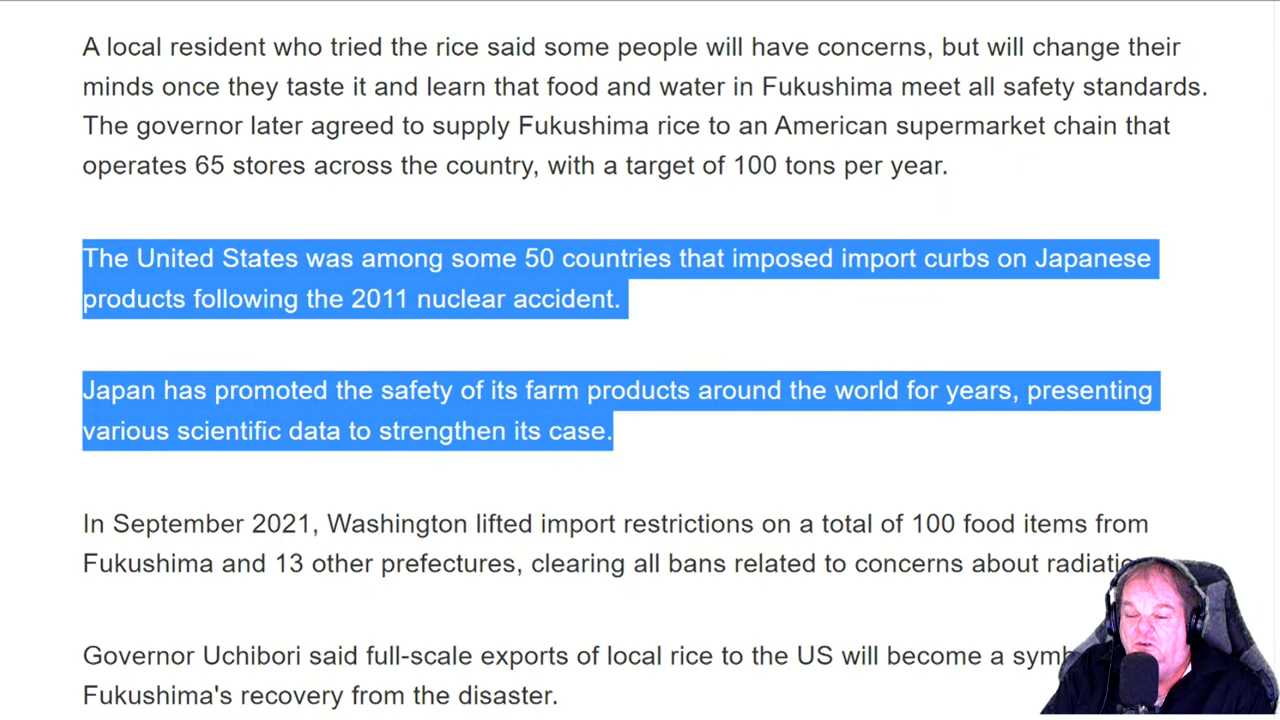 A local resident who tried the rice said some people will have concerns, but will change their
minds once they taste it and learn that food and water in Fukushima meet all safety standards.
The governor later agreed to supply Fukushima rice to an American supermarket chain that
operates 65 stores across the country, with a target of 100 tons per year.
The United States was among some 50 countries that imposed import curbs on Japanese
products following the 2011 nuclear accident.
Japan has promoted the safety of its farm products around the world for years, presenting
various scientific data to strengthen its case.
In September 2021, Washington lifted import restrictions on a total of 100 food items from
Fukushima and 13 other prefectures, clearing all bans related to concerns about
Governor Uchibori said full-scale exports of local rice to the US will become a
Fukushima's recovery from the disaster.